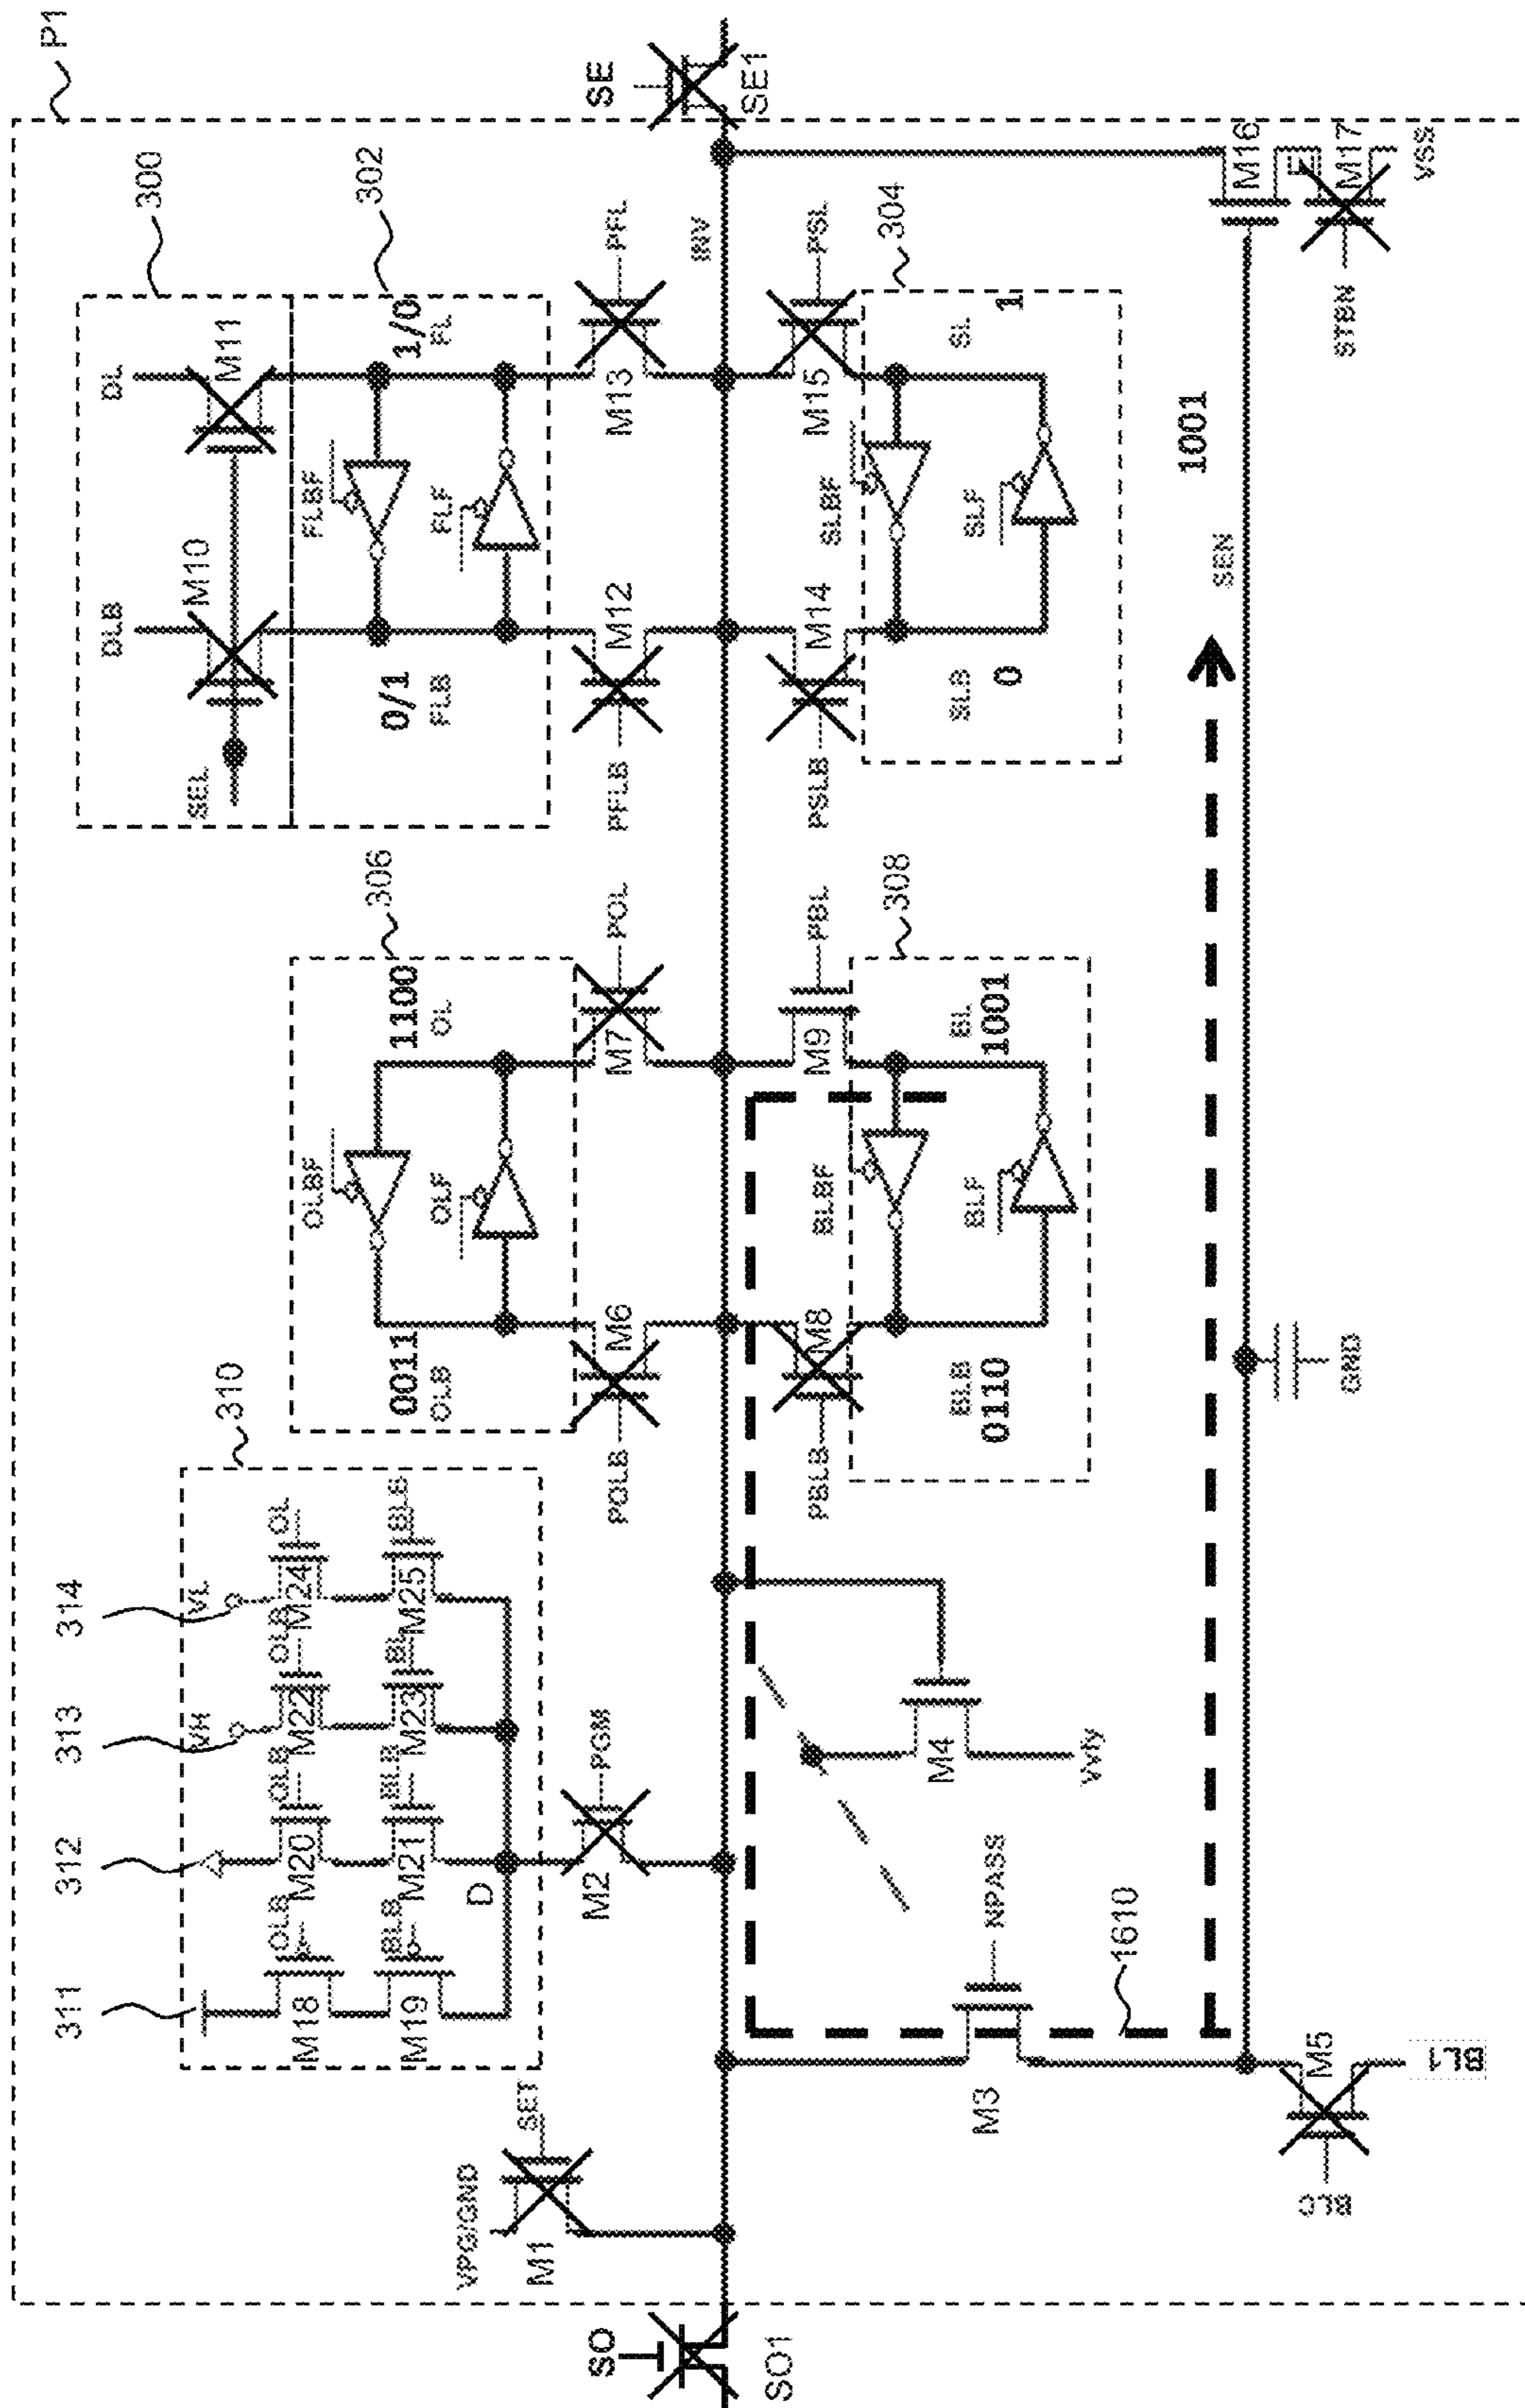 P1
300
DL
DLB
M11
M10
SEL
302
1/0
FL
0/1
FLB
FLBF
FLF
PFL
M13
M12
PFLB
INV
SE
SE1
PSL
M15
M14
PSLB
304
SL
1
SLB
0
SLBF
SLF
M16
E
M17
VSS
STBN
1001
SEN
306
1100
OL
0011
OLB
OLBF
OLF
POL
M7
M6
POLB
PBL
M9
M8
PBLB
308
BL
1001
BLB
0110
BLBF
BLF
GND
310
311
312
313
314
VH
VL
OLB
OLB
OLB
OL
M18
M20
M22
M24
BLB
BLB
BL
BLB
M19
M21
M23
M25
D
PGM
M2
M4
Vvfy
NPASS
1610
M3
M5
BLC
BL1
VPG/GND
SET
M1
SO
SO1